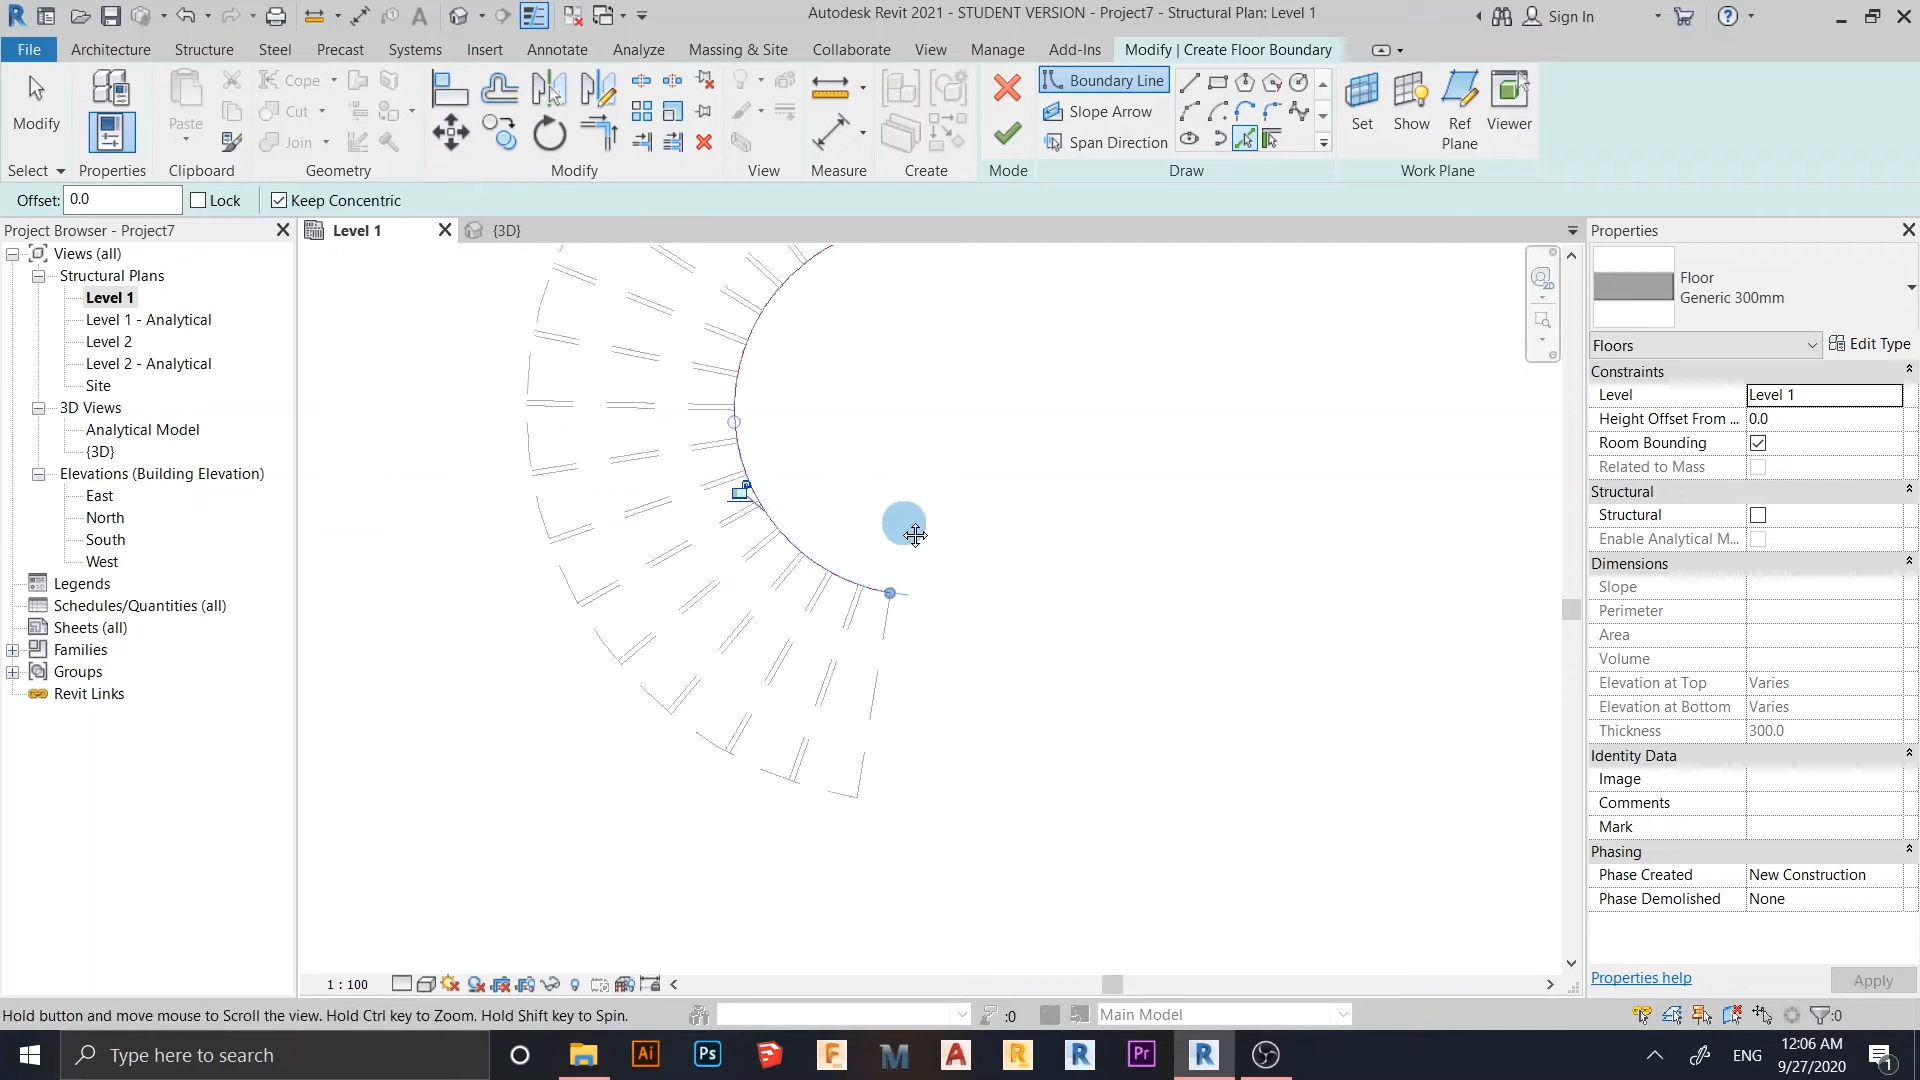 Autodesk Revit 2021 - STUDENT VERSION - Project7 - Structural Plan: Level 1
Sign In
File Architecture Structure Steel Precast Systems Insert Annotate Analyze Massing & Site Collaborate View Manage Add-Ins Modify | Create Floor Boundary
Modify
Paste
Cope
Cut
Join
Boundary Line
Slope Arrow
Span Direction
Set Show Ref Plane Viewer
Select Properties Clipboard Geometry Modify View Measure Create Mode Draw Work Plane
Offset: 0.0 Lock Keep Concentric
Project Browser - Project7
Views (all)
Structural Plans
Level 1
Level 1 - Analytical
Level 2
Level 2 - Analytical
Site
3D Views
Analytical Model
{3D}
Elevations (Building Elevation)
East
North
South
West
Legends
Schedules/Quantities (all)
Sheets (all)
Families
Groups
Revit Links
Level 1
{3D}
2D
1 : 100
Properties
Floor
Generic 300mm
Floors
Edit Type
Constraints
Level Level 1
Height Offset From ... 0.0
Room Bounding
Related to Mass
Structural
Structural
Enable Analytical M...
Dimensions
Slope
Perimeter
Area
Volume
Elevation at Top Varies
Elevation at Bottom Varies
Thickness 300.0
Identity Data
Image
Comments
Mark
Phasing
Phase Created New Construction
Phase Demolished None
Properties help
Apply
Hold button and move mouse to Scroll the view. Hold Ctrl key to Zoom. Hold Shift key to Spin.
:0
Main Model
:0
Type here to search
Ai
Ps
F
M
A
R
R
Pr
R
ENG
12:06 AM
9/27/2020
1